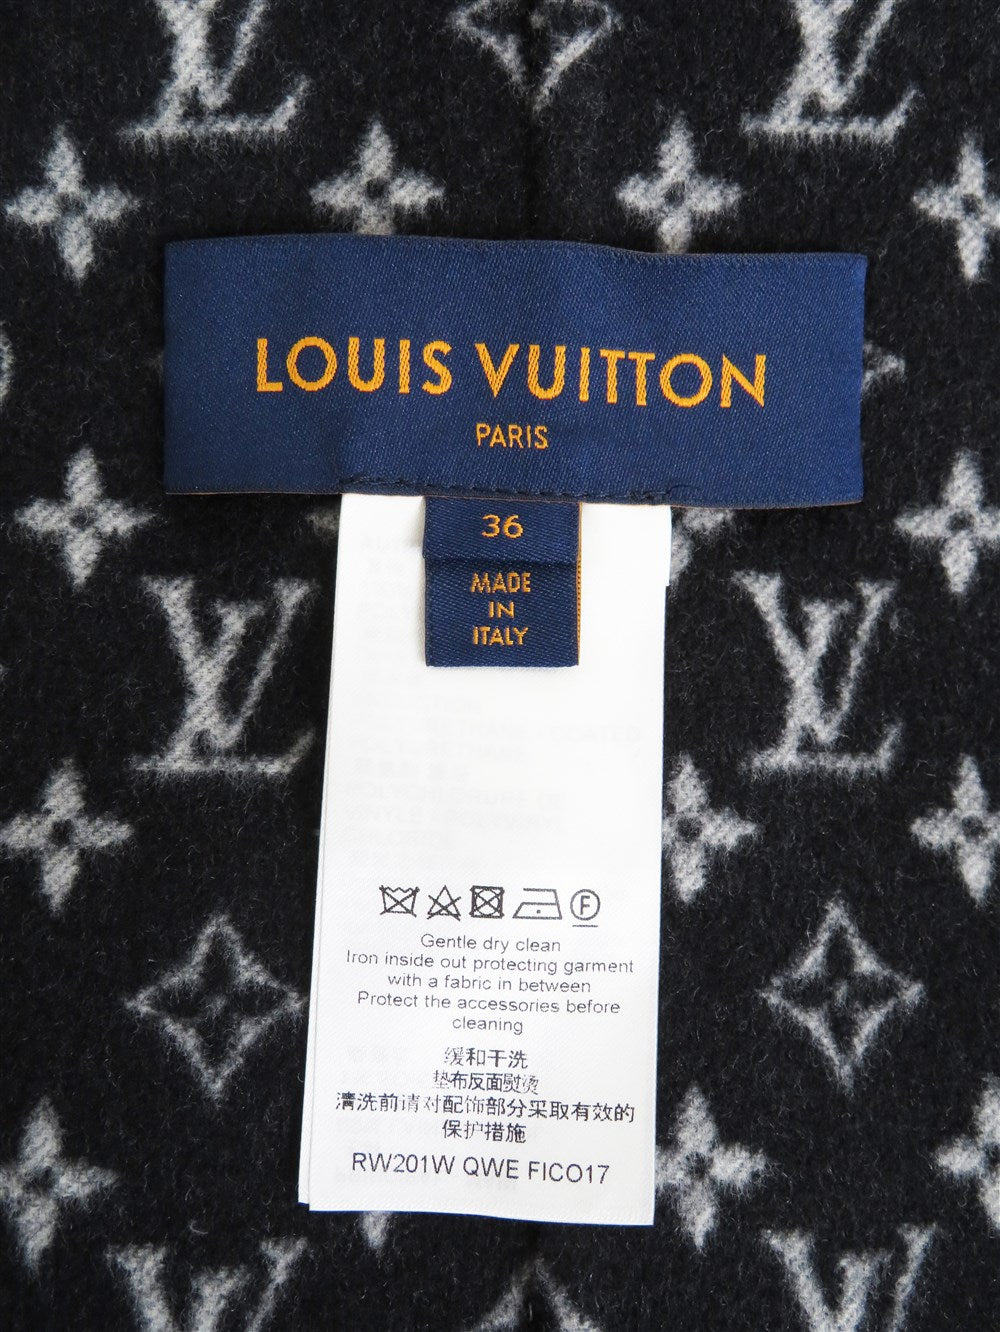 LOUIS VUITTON
PARIS
36
MADE
IN
ITALY
F
Gentle dry clean
Iron inside out protecting garment
with a fabric in between
Protect the accessories before
cleaning
缓和干洗
垫布反面熨烫
清洗前请对配饰部分采取有效的
保护措施
RW201W QWE FICO17